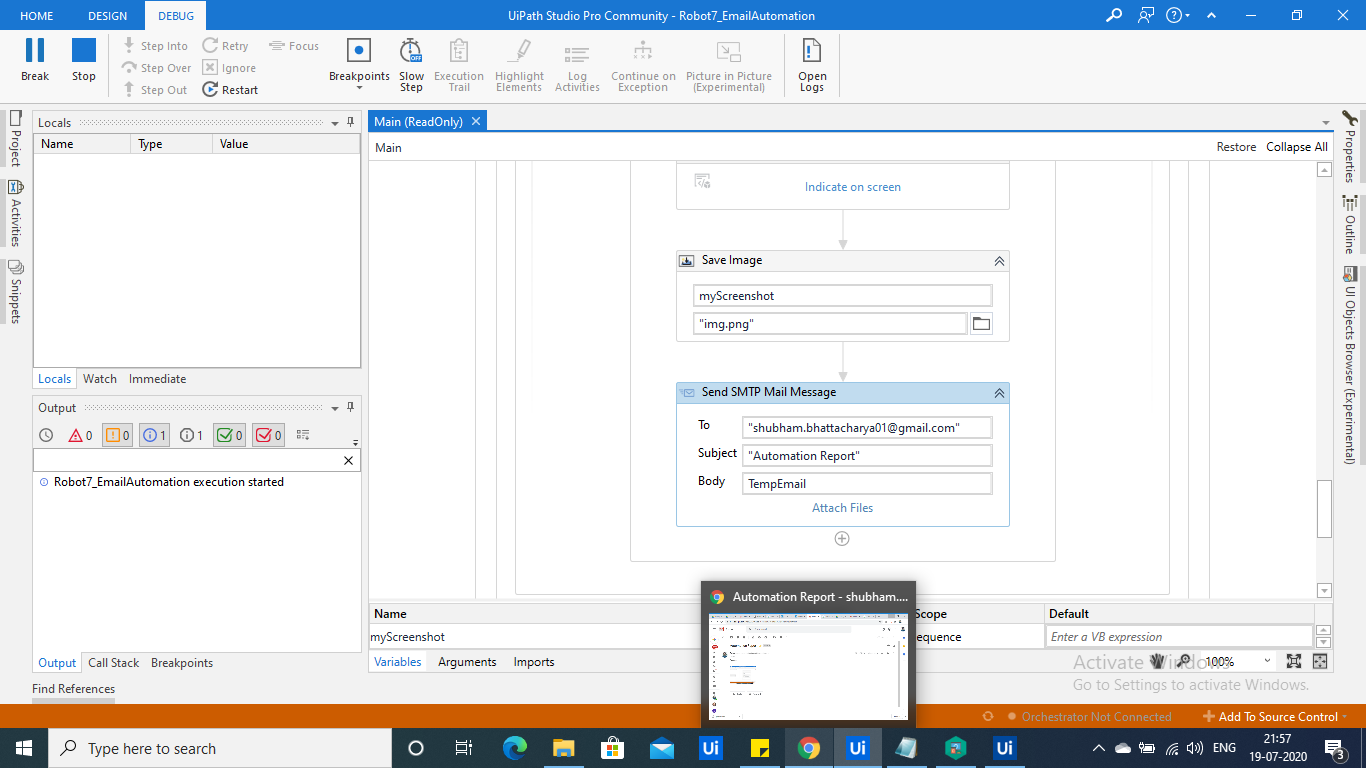 HOME DESIGN DEBUG UiPath Studio Pro Community - Robot7_EmailAutomation
Break
Stop
Step Into
Step Over
Step Out
Retry
Ignore
Restart
Focus
Breakpoints
Slow
Step
Execution
Trail
Highlight
Elements
Log
Activities
Continue on
Exception
Picture in Picture
(Experimental)
Open
Logs
Project
Activities
Snippets
Locals
Name Type Value
Locals Watch Immediate
Output
0 0 1 1 0 0
Robot7_EmailAutomation execution started
Output Call Stack Breakpoints
Find References
Main (ReadOnly)
Main Restore Collapse All
Indicate on screen
Save Image
myScreenshot
"img.png"
Send SMTP Mail Message
To "shubham.bhattacharya01@gmail.com"
Subject "Automation Report"
Body TempEmail
Attach Files
Automation Report - shubham....
Name Scope Default
myScreenshot equence Enter a VB expression
Variables Arguments Imports 100%
Activate Windows
Go to Settings to activate Windows.
Properties
Outline
UI Objects Browser (Experimental)
Orchestrator Not Connected Add To Source Control
Type here to search
Ui Ui Ui
ENG
21:57
19-07-2020
3